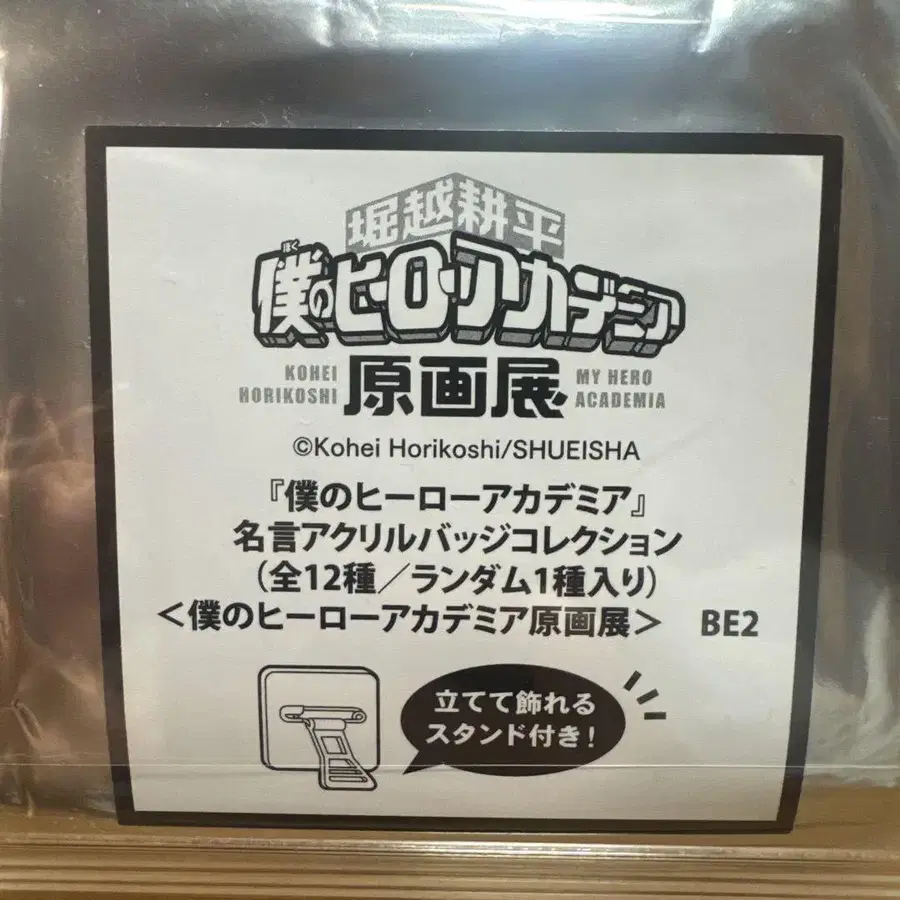 堀越耕平
ぼく
僕のヒーローアカデミア
KOHEI HORIKOSHI
原画展
MY HERO ACADEMIA
©Kohei Horikoshi/SHUEISHA
『僕のヒーローアカデミア』
名言アクリルバッジコレクション
(全12種/ランダム1種入り)
<僕のヒーローアカデミア原画展> BE2
立てて飾れる
スタンド付き!